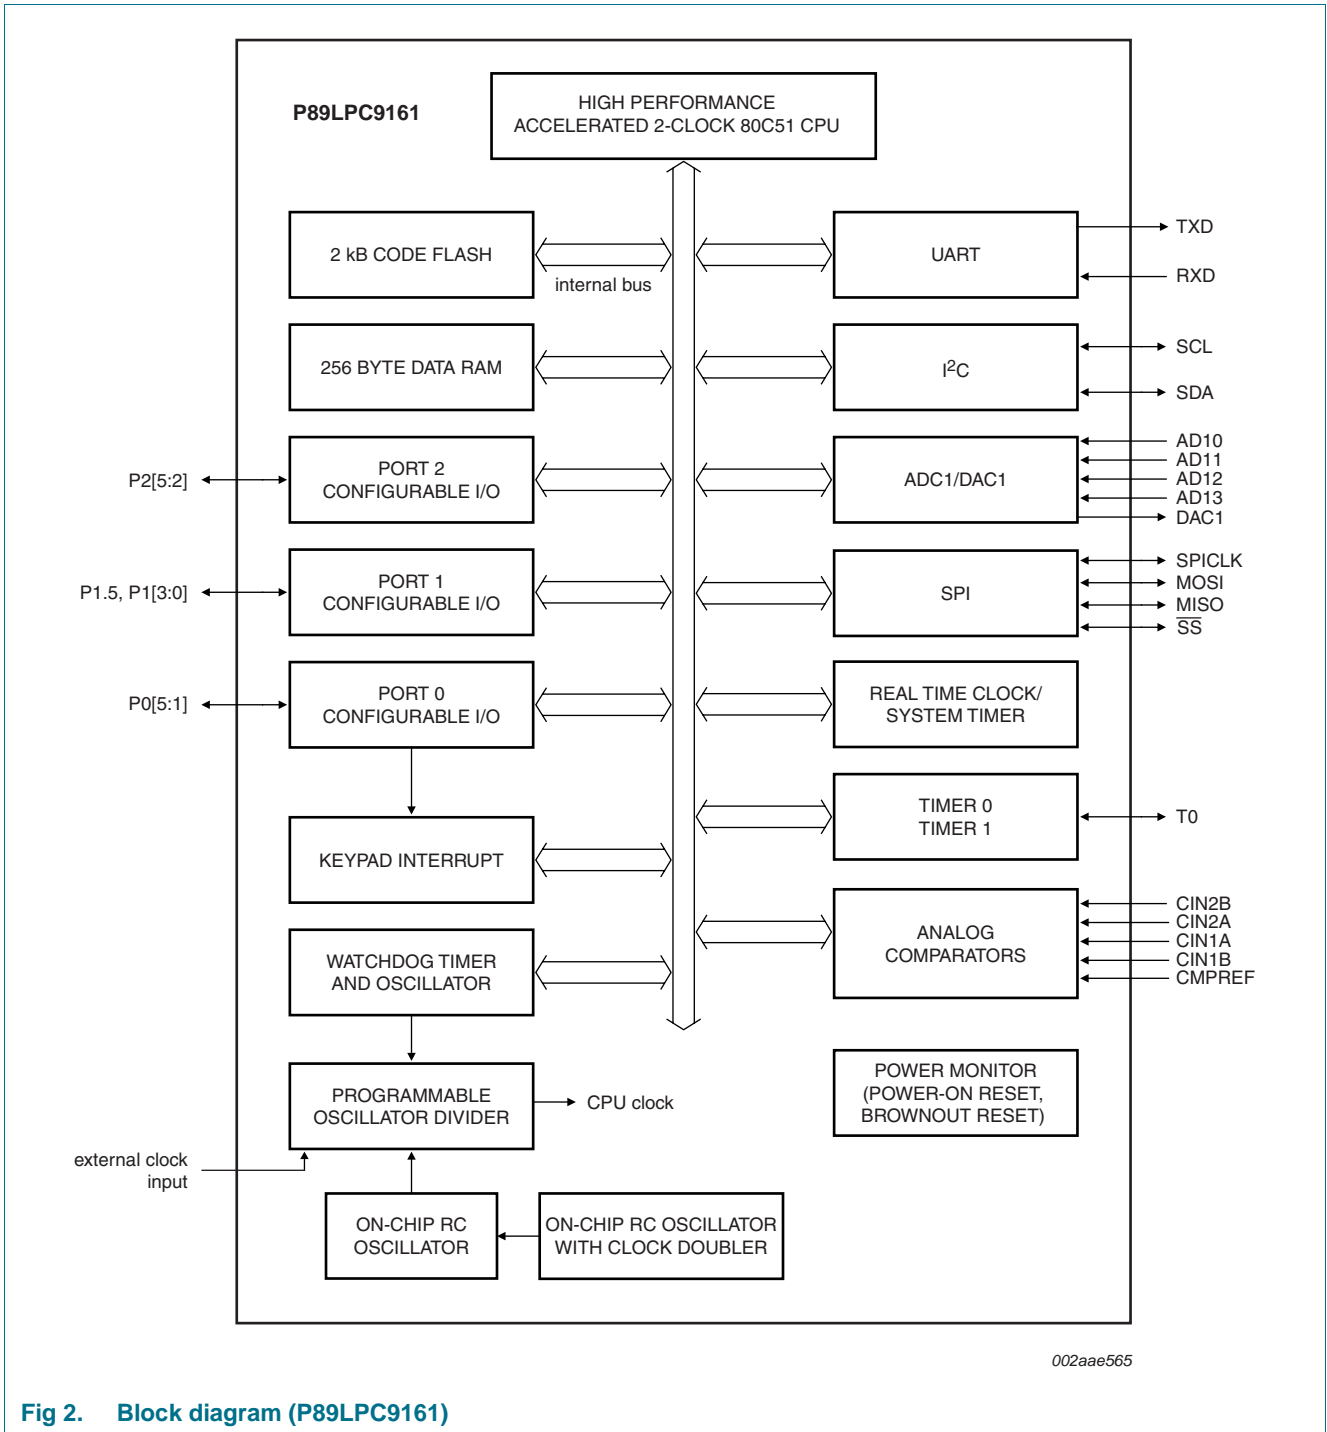 P89LPC9161
HIGH PERFORMANCE
ACCELERATED 2-CLOCK 80C51 CPU
2 kB CODE FLASH
internal bus
UART
TXD
RXD
256 BYTE DATA RAM
I²C
SCL
SDA
P2[5:2]
PORT 2
CONFIGURABLE I/O
ADC1/DAC1
AD10
AD11
AD12
AD13
DAC1
P1.5, P1[3:0]
PORT 1
CONFIGURABLE I/O
SPI
SPICLK
MOSI
MISO
S̅S̅
P0[5:1]
PORT 0
CONFIGURABLE I/O
REAL TIME CLOCK/
SYSTEM TIMER
TIMER 0
TIMER 1
T0
KEYPAD INTERRUPT
ANALOG
COMPARATORS
CIN2B
CIN2A
CIN1A
CIN1B
CMPREF
WATCHDOG TIMER
AND OSCILLATOR
PROGRAMMABLE
OSCILLATOR DIVIDER
CPU clock
POWER MONITOR
(POWER-ON RESET,
BROWNOUT RESET)
external clock
input
ON-CHIP RC
OSCILLATOR
ON-CHIP RC OSCILLATOR
WITH CLOCK DOUBLER
002aae565
Fig 2. Block diagram (P89LPC9161)